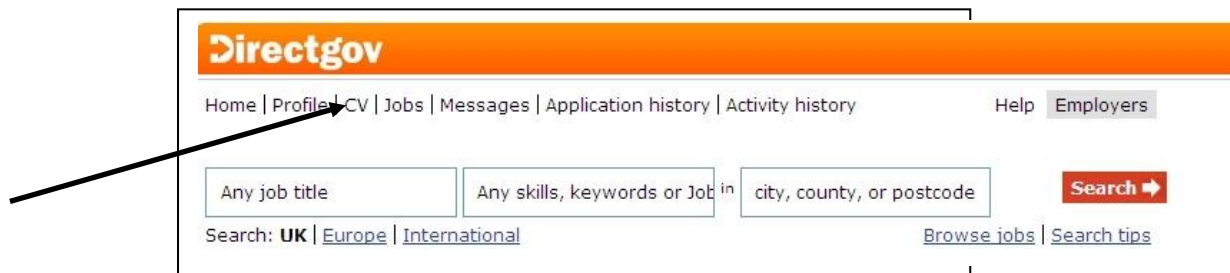 Directgov
Home | Profile | CV | Jobs | Messages | Application history | Activity history Help Employers
Any job title Any skills, keywords or Job in city, county, or postcode Search
Search: UK | Europe | International Browse jobs | Search tips